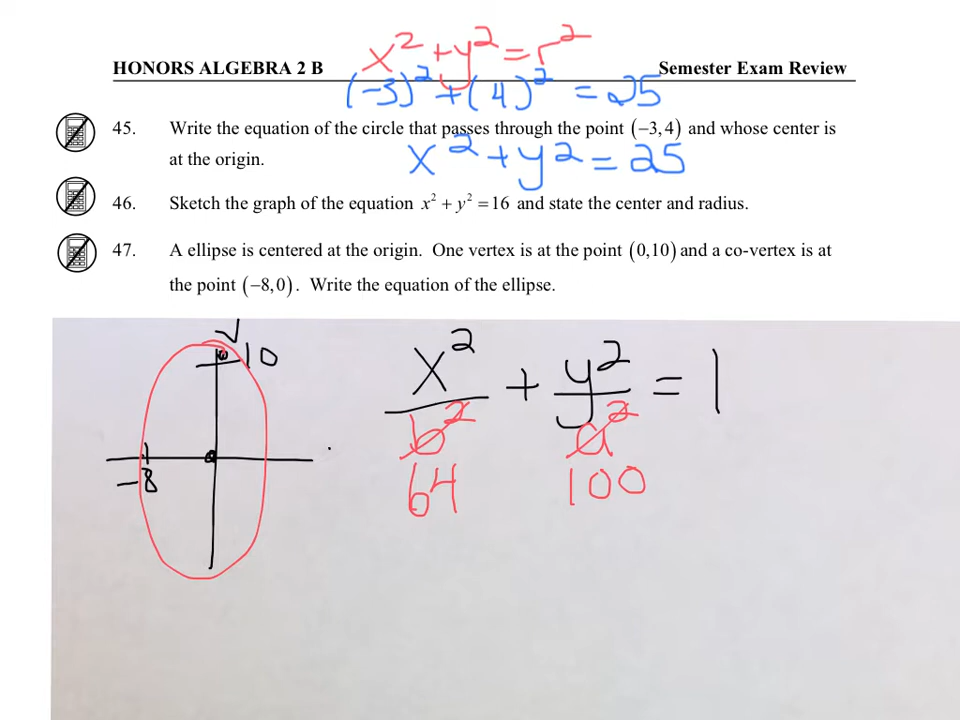 x² + y² = r²
HONORS ALGEBRA 2 B Semester Exam Review
(-3)² + (4)² = 25
45. Write the equation of the circle that passes through the point (−3,4) and whose center is
at the origin.
x² + y² = 25
46. Sketch the graph of the equation x² + y² = 16 and state the center and radius.
47. A ellipse is centered at the origin. One vertex is at the point (0,10) and a co-vertex is at
the point (−8,0). Write the equation of the ellipse.
V
10
-8
x²/b² + y²/a² = 1
64 100